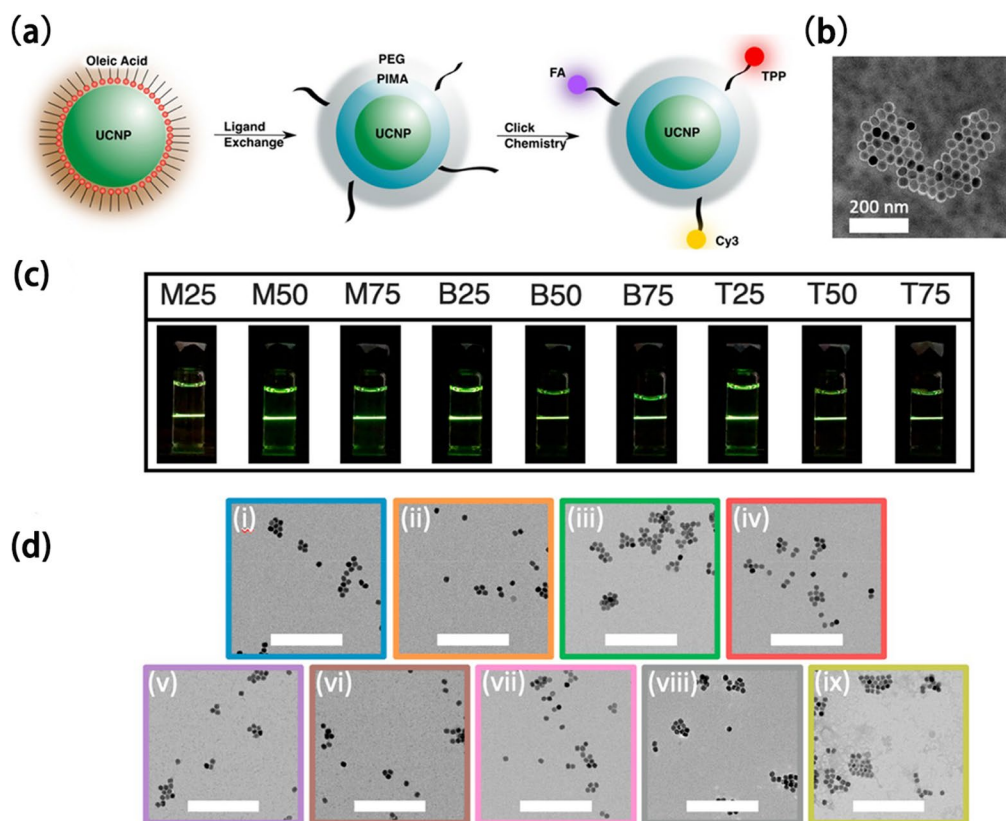 (a)
Oleic Acid
UCNP
Ligand
Exchange
PEG
PIMA
UCNP
Click
Chemistry
FA
TPP
UCNP
Cy3
(b)
200 nm
(c)
M25 M50 M75 B25 B50 B75 T25 T50 T75
(d)
(i) (ii) (iii) (iv)
(v) (vi) (vii) (viii) (ix)